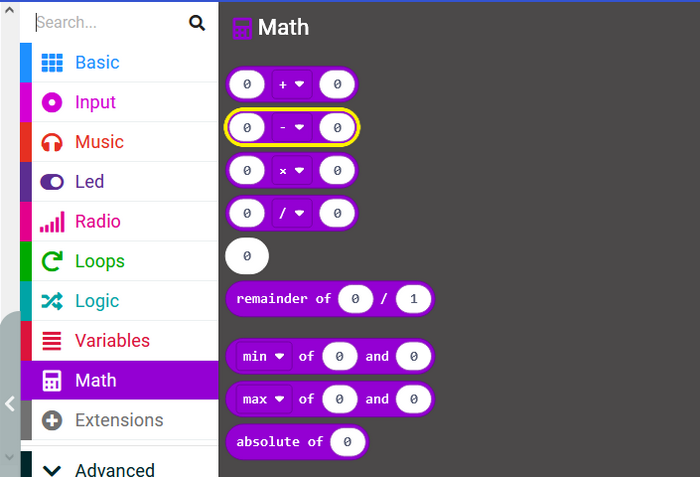 Search...
Basic
Input
Music
Led
Radio
Loops
Logic
Variables
Math
Extensions
Advanced
Math
0 + 0
0 - 0
0 × 0
0 / 0
0
remainder of 0 / 1
min of 0 and 0
max of 0 and 0
absolute of 0